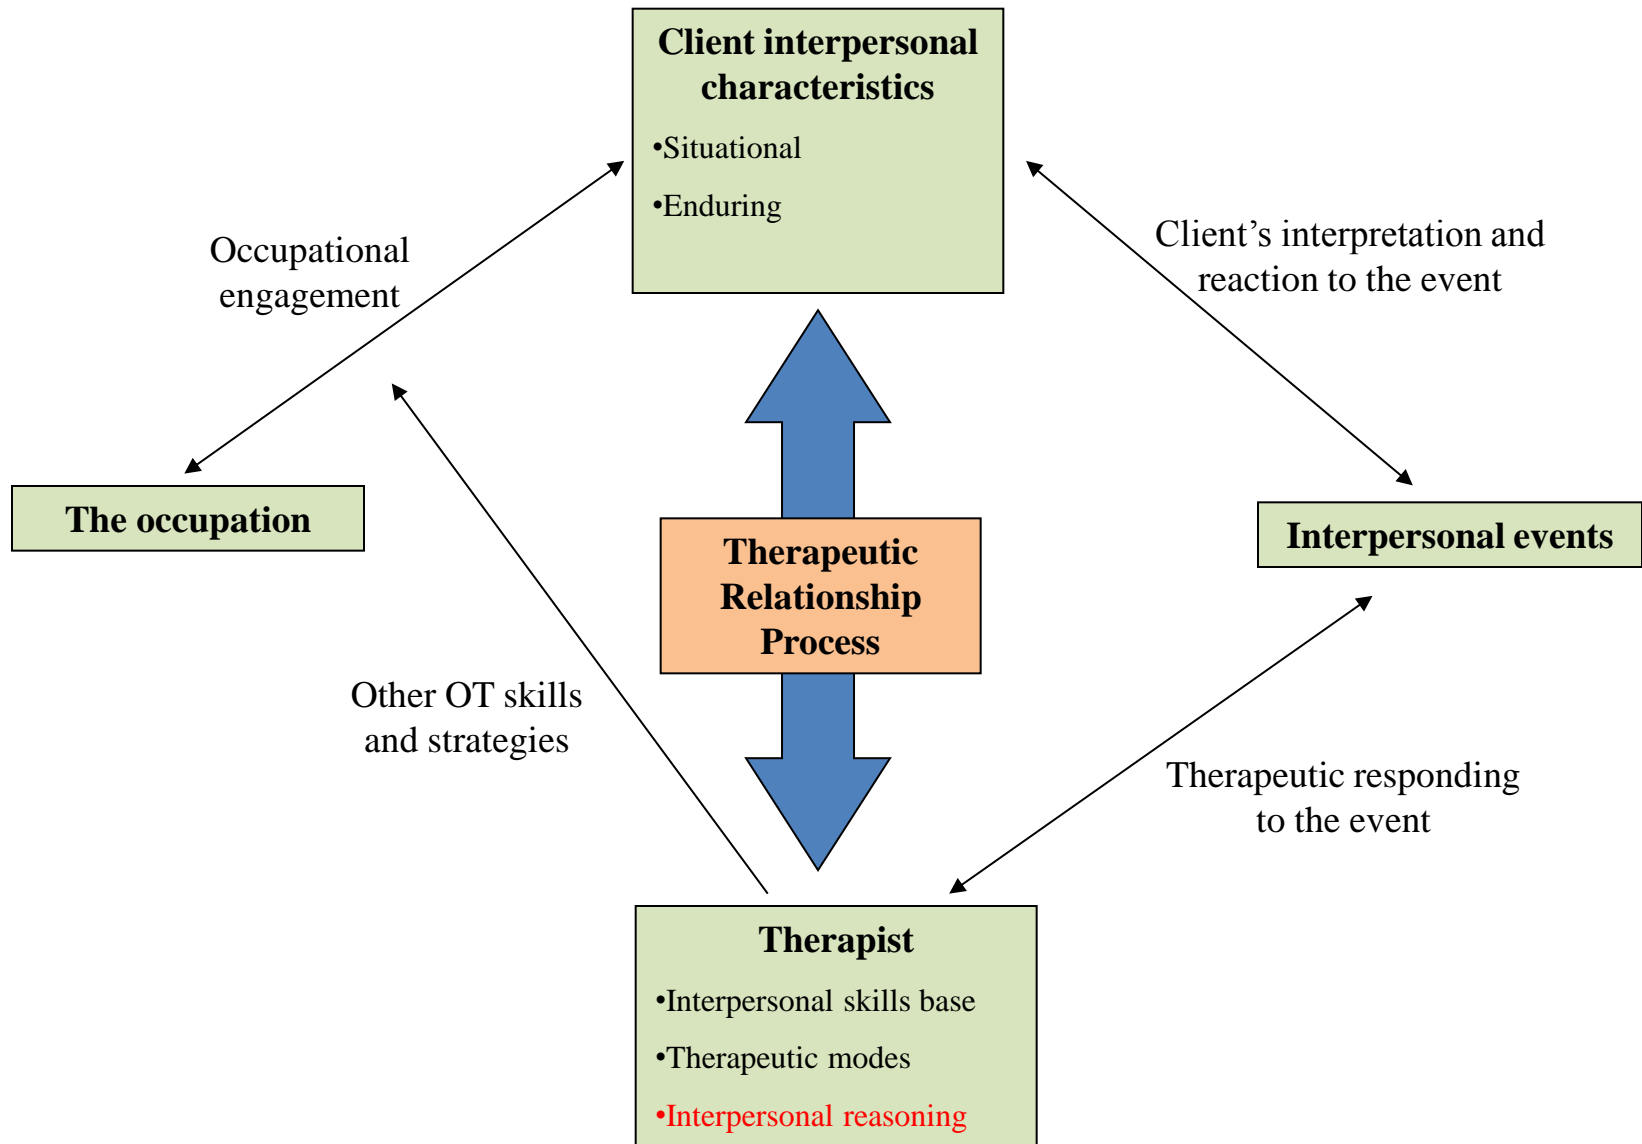 Client interpersonal
characteristics
•Situational
•Enduring
Occupational
engagement
Client’s interpretation and
reaction to the event
The occupation
Therapeutic
Relationship
Process
Interpersonal events
Other OT skills
and strategies
Therapeutic responding
to the event
Therapist
•Interpersonal skills base
•Therapeutic modes
•Interpersonal reasoning